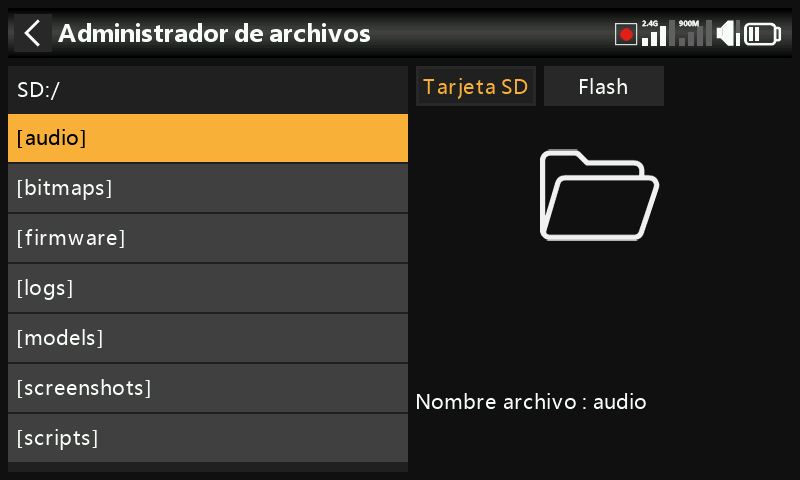 Administrador de archivos
2.4G 900M
SD:/
[audio]
[bitmaps]
[firmware]
[logs]
[models]
[screenshots]
[scripts]
Tarjeta SD
Flash
Nombre archivo : audio